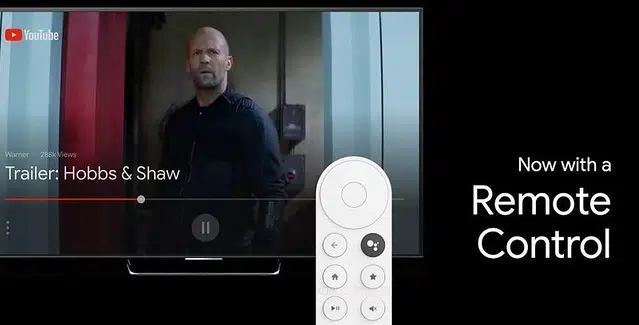 YouTube
Warner 288k Views
Trailer: Hobbs & Shaw
Now with a
Remote
Control